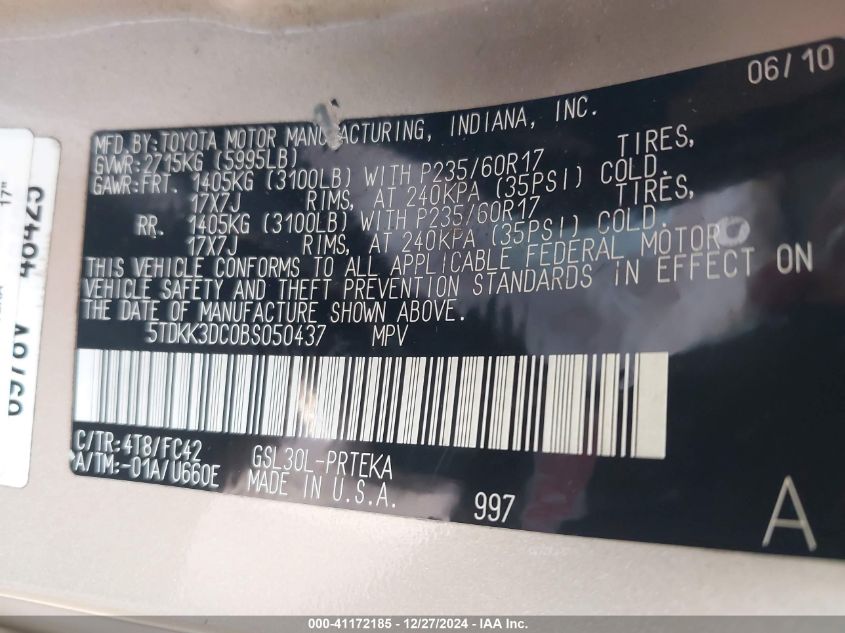 06/10
MFD. BY: TOYOTA MOTOR MANUFACTURING, INDIANA, INC.
GVWR: 2715KG (5995LB)
GAWR: FRT. 1405KG (3100LB) WITH P235/60R17 TIRES,
17X7J RIMS, AT 240KPA (35PSI) COLD.
RR. 1405KG (3100LB) WITH P235/60R17 TIRES,
17X7J RIMS, AT 240KPA (35PSI) COLD.
THIS VEHICLE CONFORMS TO ALL APPLICABLE FEDERAL MOTOR
VEHICLE SAFETY AND THEFT PREVENTION STANDARDS IN EFFECT ON
THE DATE OF MANUFACTURE SHOWN ABOVE.
5TDKK3DC0BS050437 MPV
C/TR: 4T8/FC42
A/TM: -01A/U660E
GSL30L-PRTEKA
MADE IN U.S.A.
997
A
17"
46425
6978V
000-41172185 - 12/27/2024 - IAA Inc.